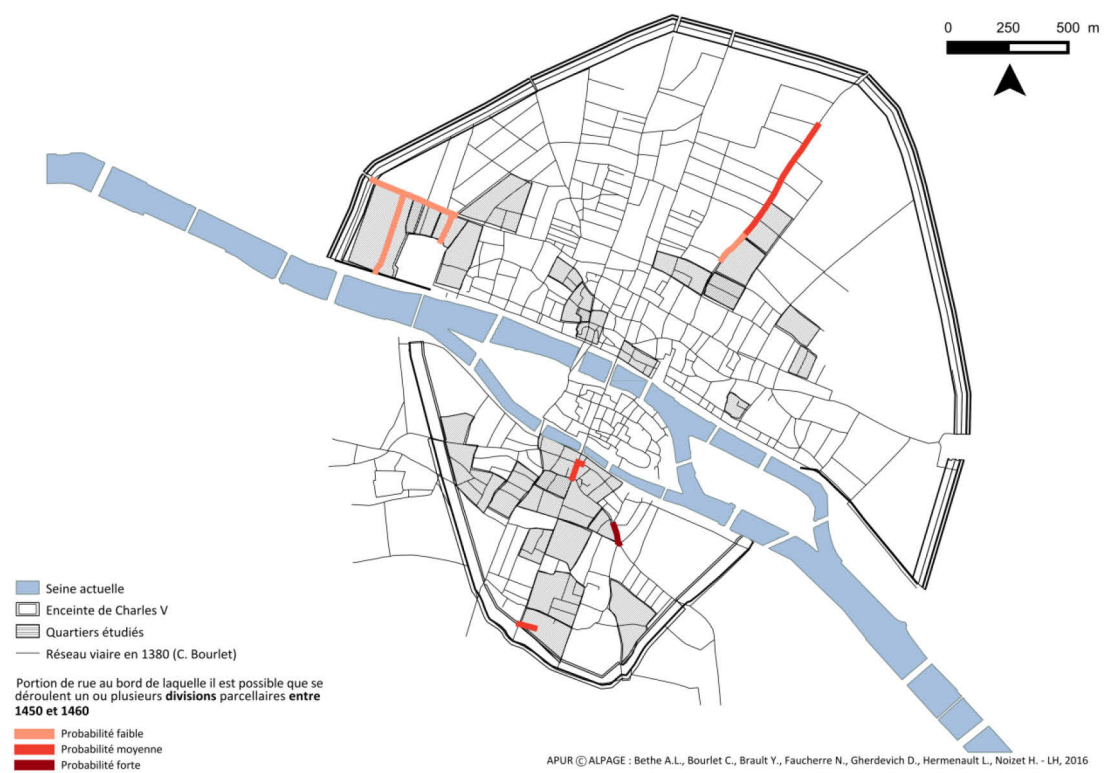 0 250 500 m
Seine actuelle
Enceinte de Charles V
Quartiers étudiés
Réseau viaire en 1380 (C. Bourlet)
Portion de rue au bord de laquelle il est possible que se
déroulent un ou plusieurs divisions parcellaires entre
1450 et 1460
Probabilité faible
Probabilité moyenne
Probabilité forte
APUR © ALPAGE : Bethe A.L., Bourlet C., Brault Y., Faucherre N., Gherdevich D., Hermenault L., Noizet H. - LH, 2016